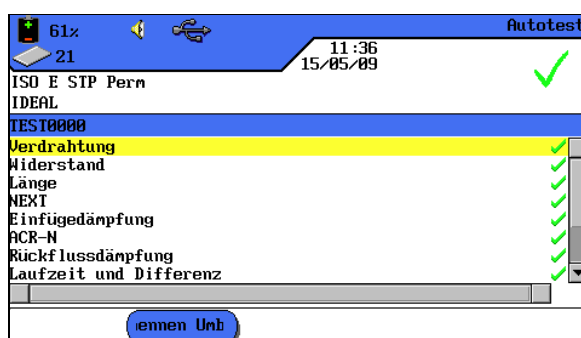 61% Autotest
21 11:36
15/05/09
ISO E STP Perm
IDEAL
TEST0000
Verdrahtung
Widerstand
Länge
NEXT
Einfügedämpfung
ACR-N
Rückflussdämpfung
Laufzeit und Differenz
ennen Umb